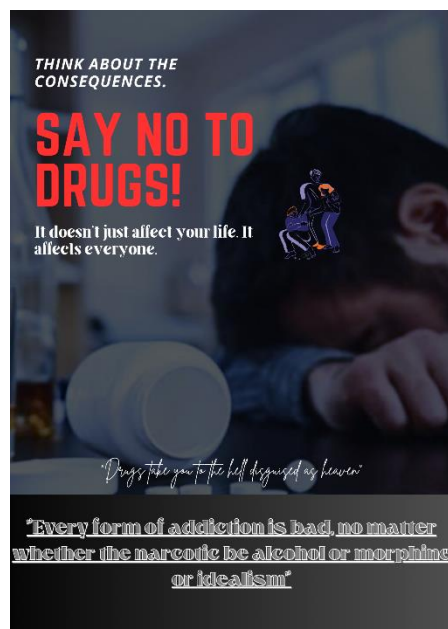 THINK ABOUT THE
CONSEQUENCES.
SAY NO TO
DRUGS!
It doesn't just affect your life. It
affects everyone.
"Drugs take you to the hell disguised as heaven"
"Every form of addiction is bad, no matter
whether the narcotic be alcohol or morphine
or idealism"